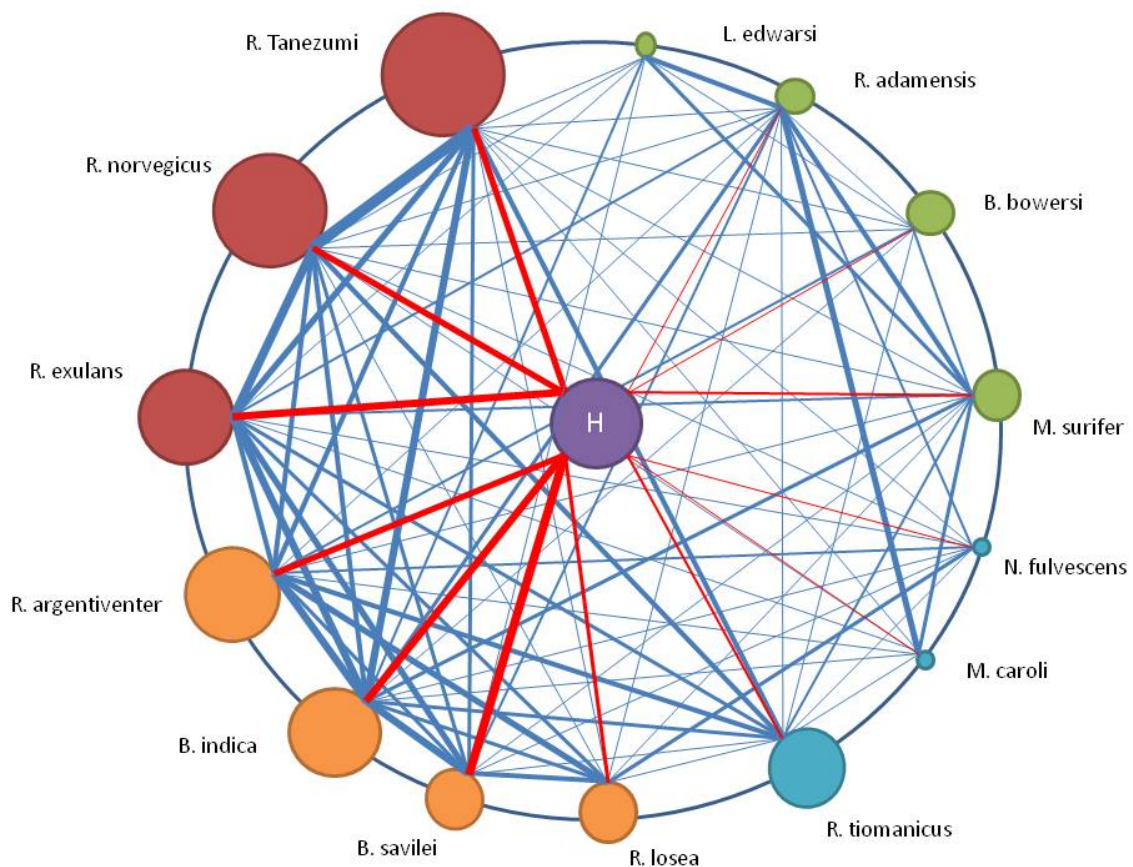 R. Tanezumi
L. edwarsi
R. adamensis
R. norvegicus
B. bowersi
R. exulans
H
M. surifer
N. fulvescens
R. argentiventer
M. caroli
B. indica
R. tiomanicus
B. savilei
R. losea